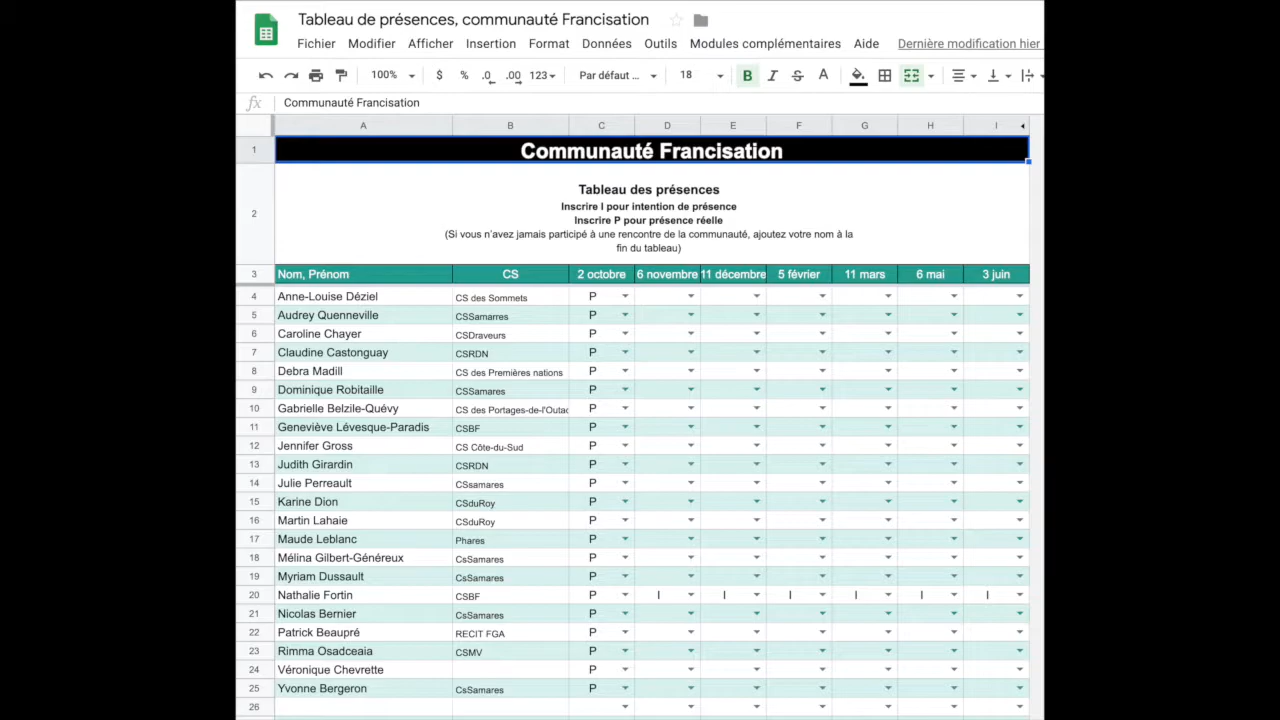 Tableau de présences, communauté Francisation
Fichier Modifier Afficher Insertion Format Données Outils Modules complémentaires Aide Dernière modification hier
100% $ % .0 .00 123 Par défaut ... 18 B I S A
fx Communauté Francisation
A B C D E F G H I
1 Communauté Francisation
Tableau des présences
Inscrire I pour intention de présence
2 Inscrire P pour présence réelle
(Si vous n'avez jamais participé à une rencontre de la communauté, ajoutez votre nom à la
fin du tableau)
3 Nom, Prénom CS 2 octobre 6 novembre 11 décembre 5 février 11 mars 6 mai 3 juin
4 Anne-Louise Déziel CS des Sommets P
5 Audrey Quenneville CSSamarres P
6 Caroline Chayer CSDraveurs P
7 Claudine Castonguay CSRDN P
8 Debra Madill CS des Premières nations P
9 Dominique Robitaille CSSamares P
10 Gabrielle Belzile-Quévy CS des Portages-de-l'Outac P
11 Geneviève Lévesque-Paradis CSBF P
12 Jennifer Gross CS Côte-du-Sud P
13 Judith Girardin CSRDN P
14 Julie Perreault CSsamares P
15 Karine Dion CSduRoy P
16 Martin Lahaie CSduRoy P
17 Maude Leblanc Phares P
18 Mélina Gilbert-Généreux CsSamares P
19 Myriam Dussault CsSamares P
20 Nathalie Fortin CSBF P I I I I I I
21 Nicolas Bernier CsSamares P
22 Patrick Beaupré RECIT FGA P
23 Rimma Osadceaia CSMV P
24 Véronique Chevrette P
25 Yvonne Bergeron CsSamares P
26